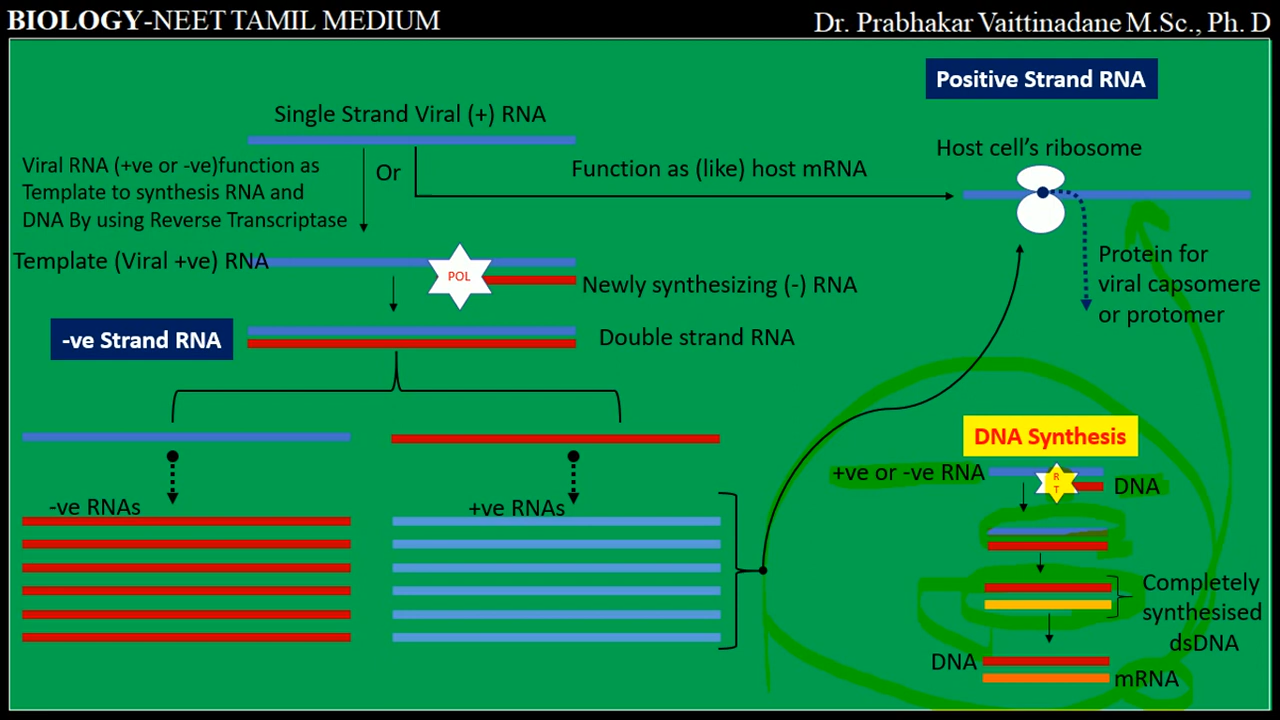 BIOLOGY-NEET TAMIL MEDIUM
Dr. Prabhakar Vaittinadane M.Sc., Ph. D
Positive Strand RNA
Single Strand Viral (+) RNA
Viral RNA (+ve or -ve)function as
Template to synthesis RNA and
DNA By using Reverse Transcriptase
Or
Function as (like) host mRNA
Host cell's ribosome
Protein for
viral capsomere
or protomer
Template (Viral +ve) RNA
POL
Newly synthesizing (-) RNA
-ve Strand RNA
Double strand RNA
-ve RNAs
+ve RNAs
DNA Synthesis
+ve or -ve RNA
R
T
DNA
Completely
synthesised
dsDNA
DNA
mRNA